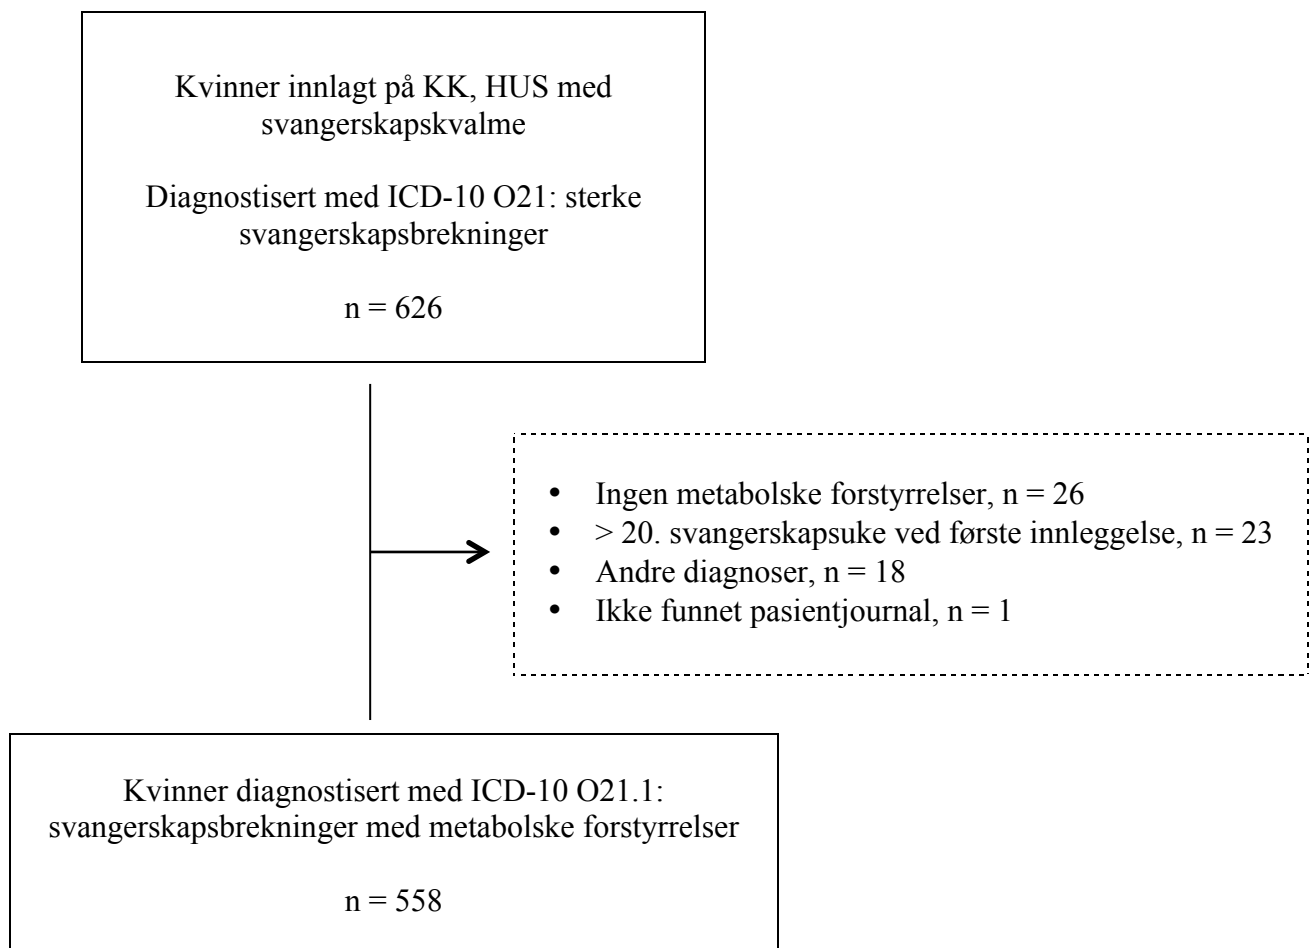 Kvinner innlagt på KK, HUS med
svangerskapskvalme
Diagnostisert med ICD-10 O21: sterke
svangerskapsbrekninger
n = 626
• Ingen metabolske forstyrrelser, n = 26
• > 20. svangerskapsuke ved første innleggelse, n = 23
• Andre diagnoser, n = 18
• Ikke funnet pasientjournal, n = 1
Kvinner diagnostisert med ICD-10 O21.1:
svangerskapsbrekninger med metabolske forstyrrelser
n = 558